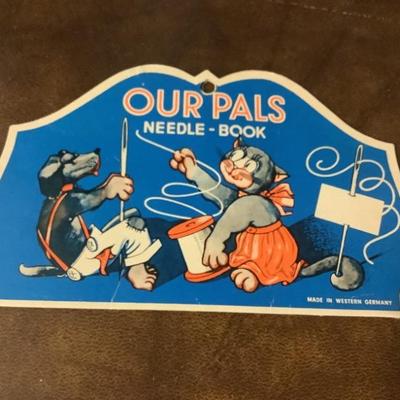 OUR PALS
NEEDLE - BOOK
MADE IN WESTERN GERMANY